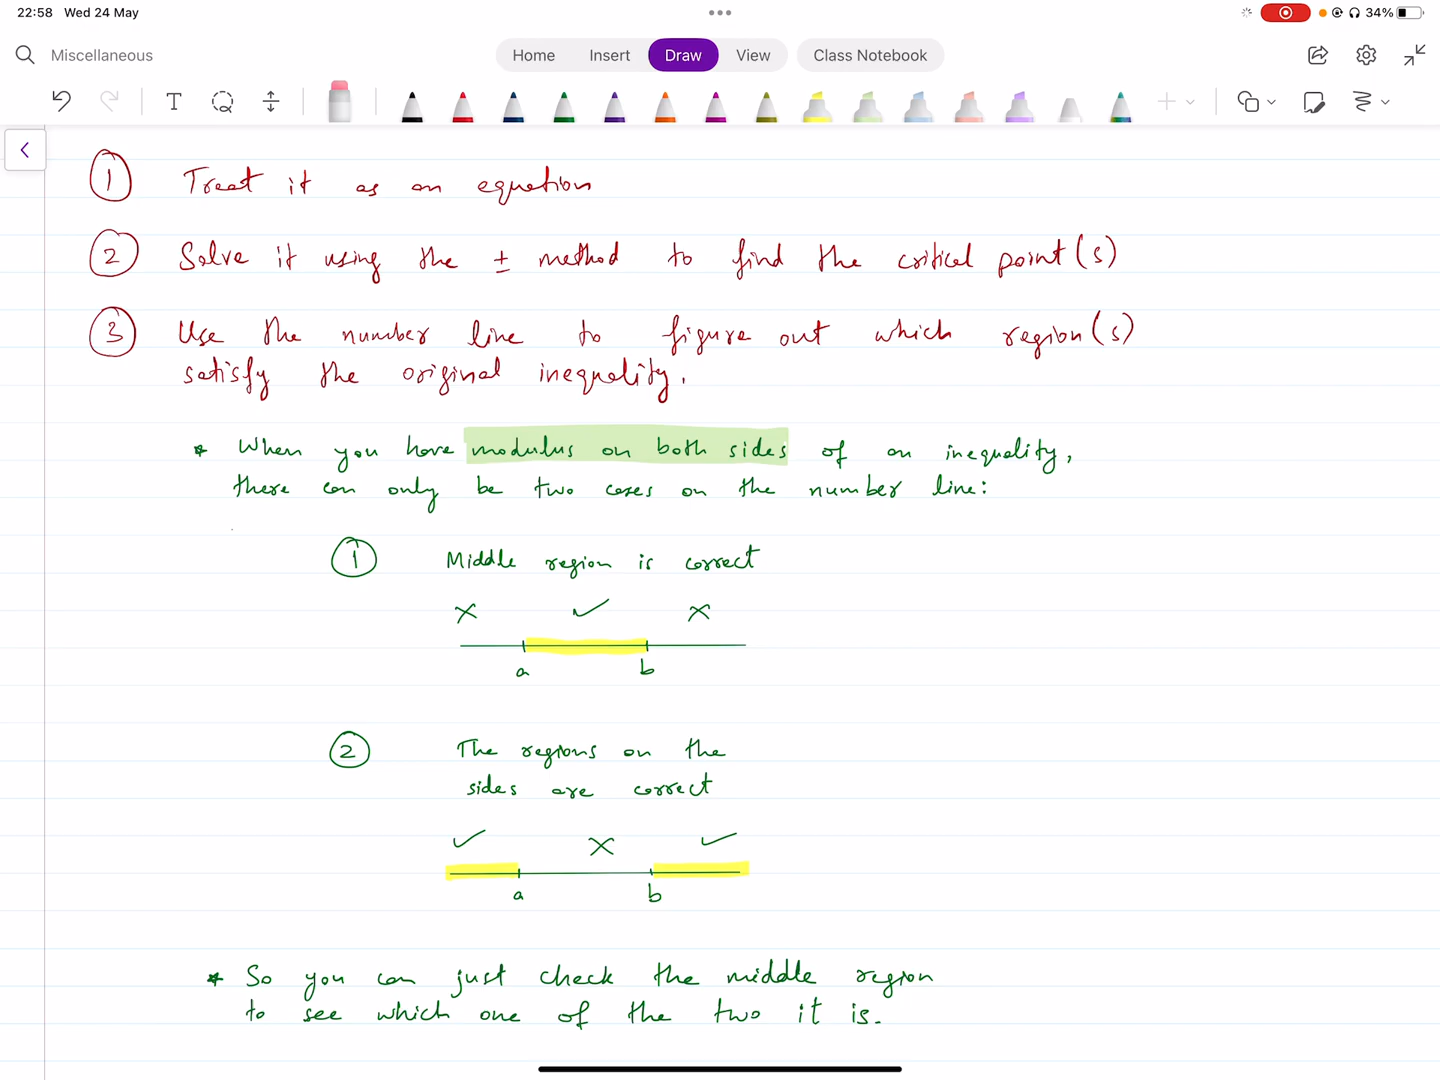 22:58 Wed 24 May
34%
Miscellaneous
Home Insert Draw View Class Notebook
T
1 Treat it as an equation
2 Solve it using the ± method to find the critical point(s)
3 Use the number line to figure out which region(s)
satisfy the original inequality.
* When you have modulus on both sides of an inequality,
there can only be two cases on the number line:
1 Middle region is correct
✗ ✓ ✗
a b
2 The regions on the
sides are correct
✓ ✗ ✓
a b
* So you can just check the middle region
to see which one of the two it is.